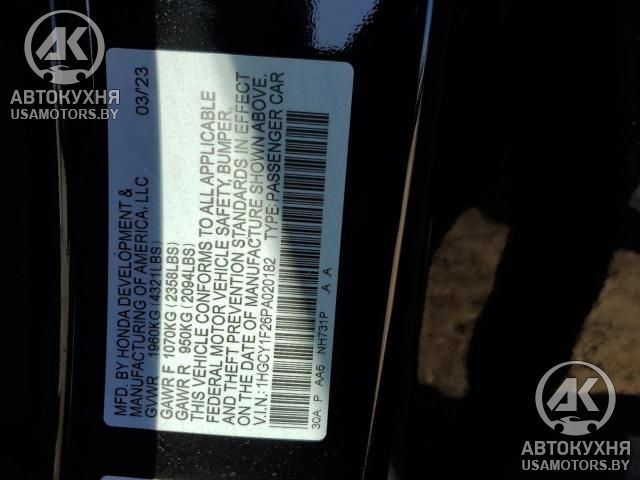 AK
АВТОКУХНЯ
USAMOTORS.BY
MFD. BY HONDA DEVELOPMENT &
MANUFACTURING OF AMERICA, LLC 03/'23
GVWR 1960KG(4321LBS)
GAWR F 1070KG(2358LBS)
GAWR R 950KG(2094LBS)
THIS VEHICLE CONFORMS TO ALL APPLICABLE
FEDERAL MOTOR VEHICLE SAFETY, BUMPER,
AND THEFT PREVENTION STANDARDS IN EFFECT
ON THE DATE OF MANUFACTURE SHOWN ABOVE.
V.I.N.: 1HGCY1F26PA020182 TYPE: PASSENGER CAR
30A P AA6 NH731P A A
AK
АВТОКУХНЯ
USAMOTORS.BY